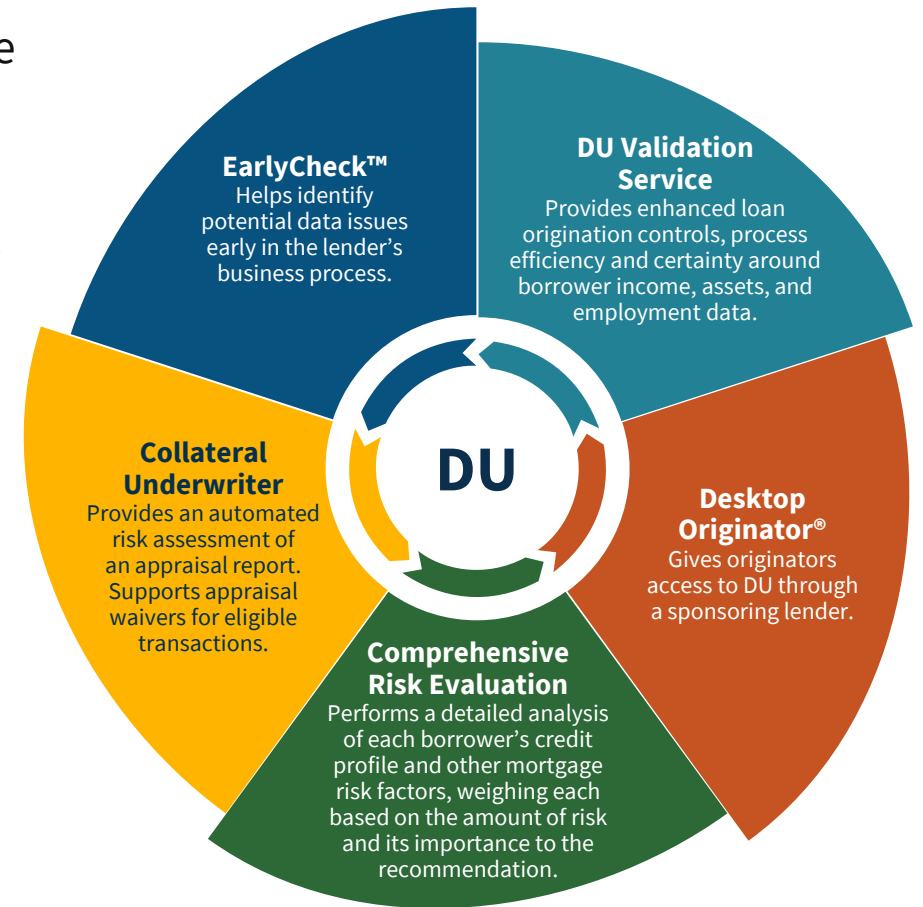 e
EarlyCheck™
Helps identify
potential data issues
early in the lender's
business process.
DU Validation
Service
Provides enhanced loan
origination controls, process
efficiency and certainty around
borrower income, assets, and
employment data.
DU
Desktop
Originator®
Gives originators
access to DU through
a sponsoring lender.
Comprehensive
Risk Evaluation
Performs a detailed analysis
of each borrower's credit
profile and other mortgage
risk factors, weighing each
based on the amount of risk
and its importance to the
recommendation.
Collateral
Underwriter
Provides an automated
risk assessment of
an appraisal report.
Supports appraisal
waivers for eligible
transactions.